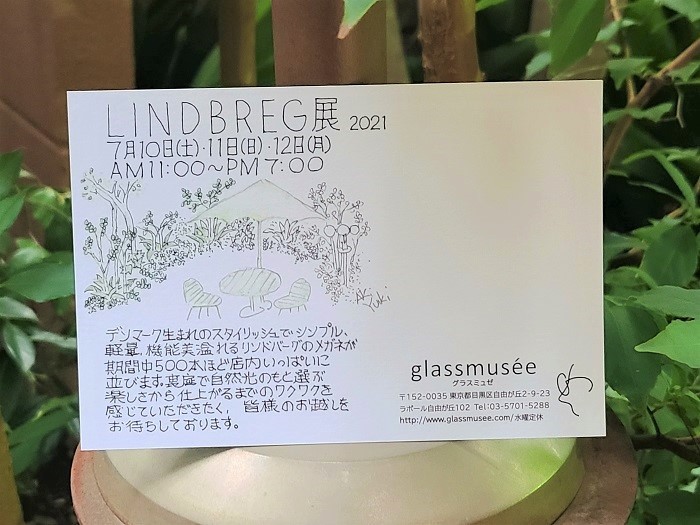 LINDBREG展 2021
7月10日(土)・11日(日)・12日(月)
AM11:00〜PM7:00
Aki Yuki
デンマーク生まれのスタイリッシュでシンプル、
軽量、機能美溢れるリンドバーグのメガネが
期間中500本ほど店内いっぱいに
並びます。裏庭で自然光のもと選ぶ
楽しさから仕上がるまでのワクワクを
感じていただきたく、皆様のお越しを
お待ちしております。
glassmusée
グラスミュゼ
〒152-0035 東京都目黒区自由が丘2-9-23
ラポール自由が丘102 Tel:03-5701-5288
http://www.glassmusee.com/水曜定休